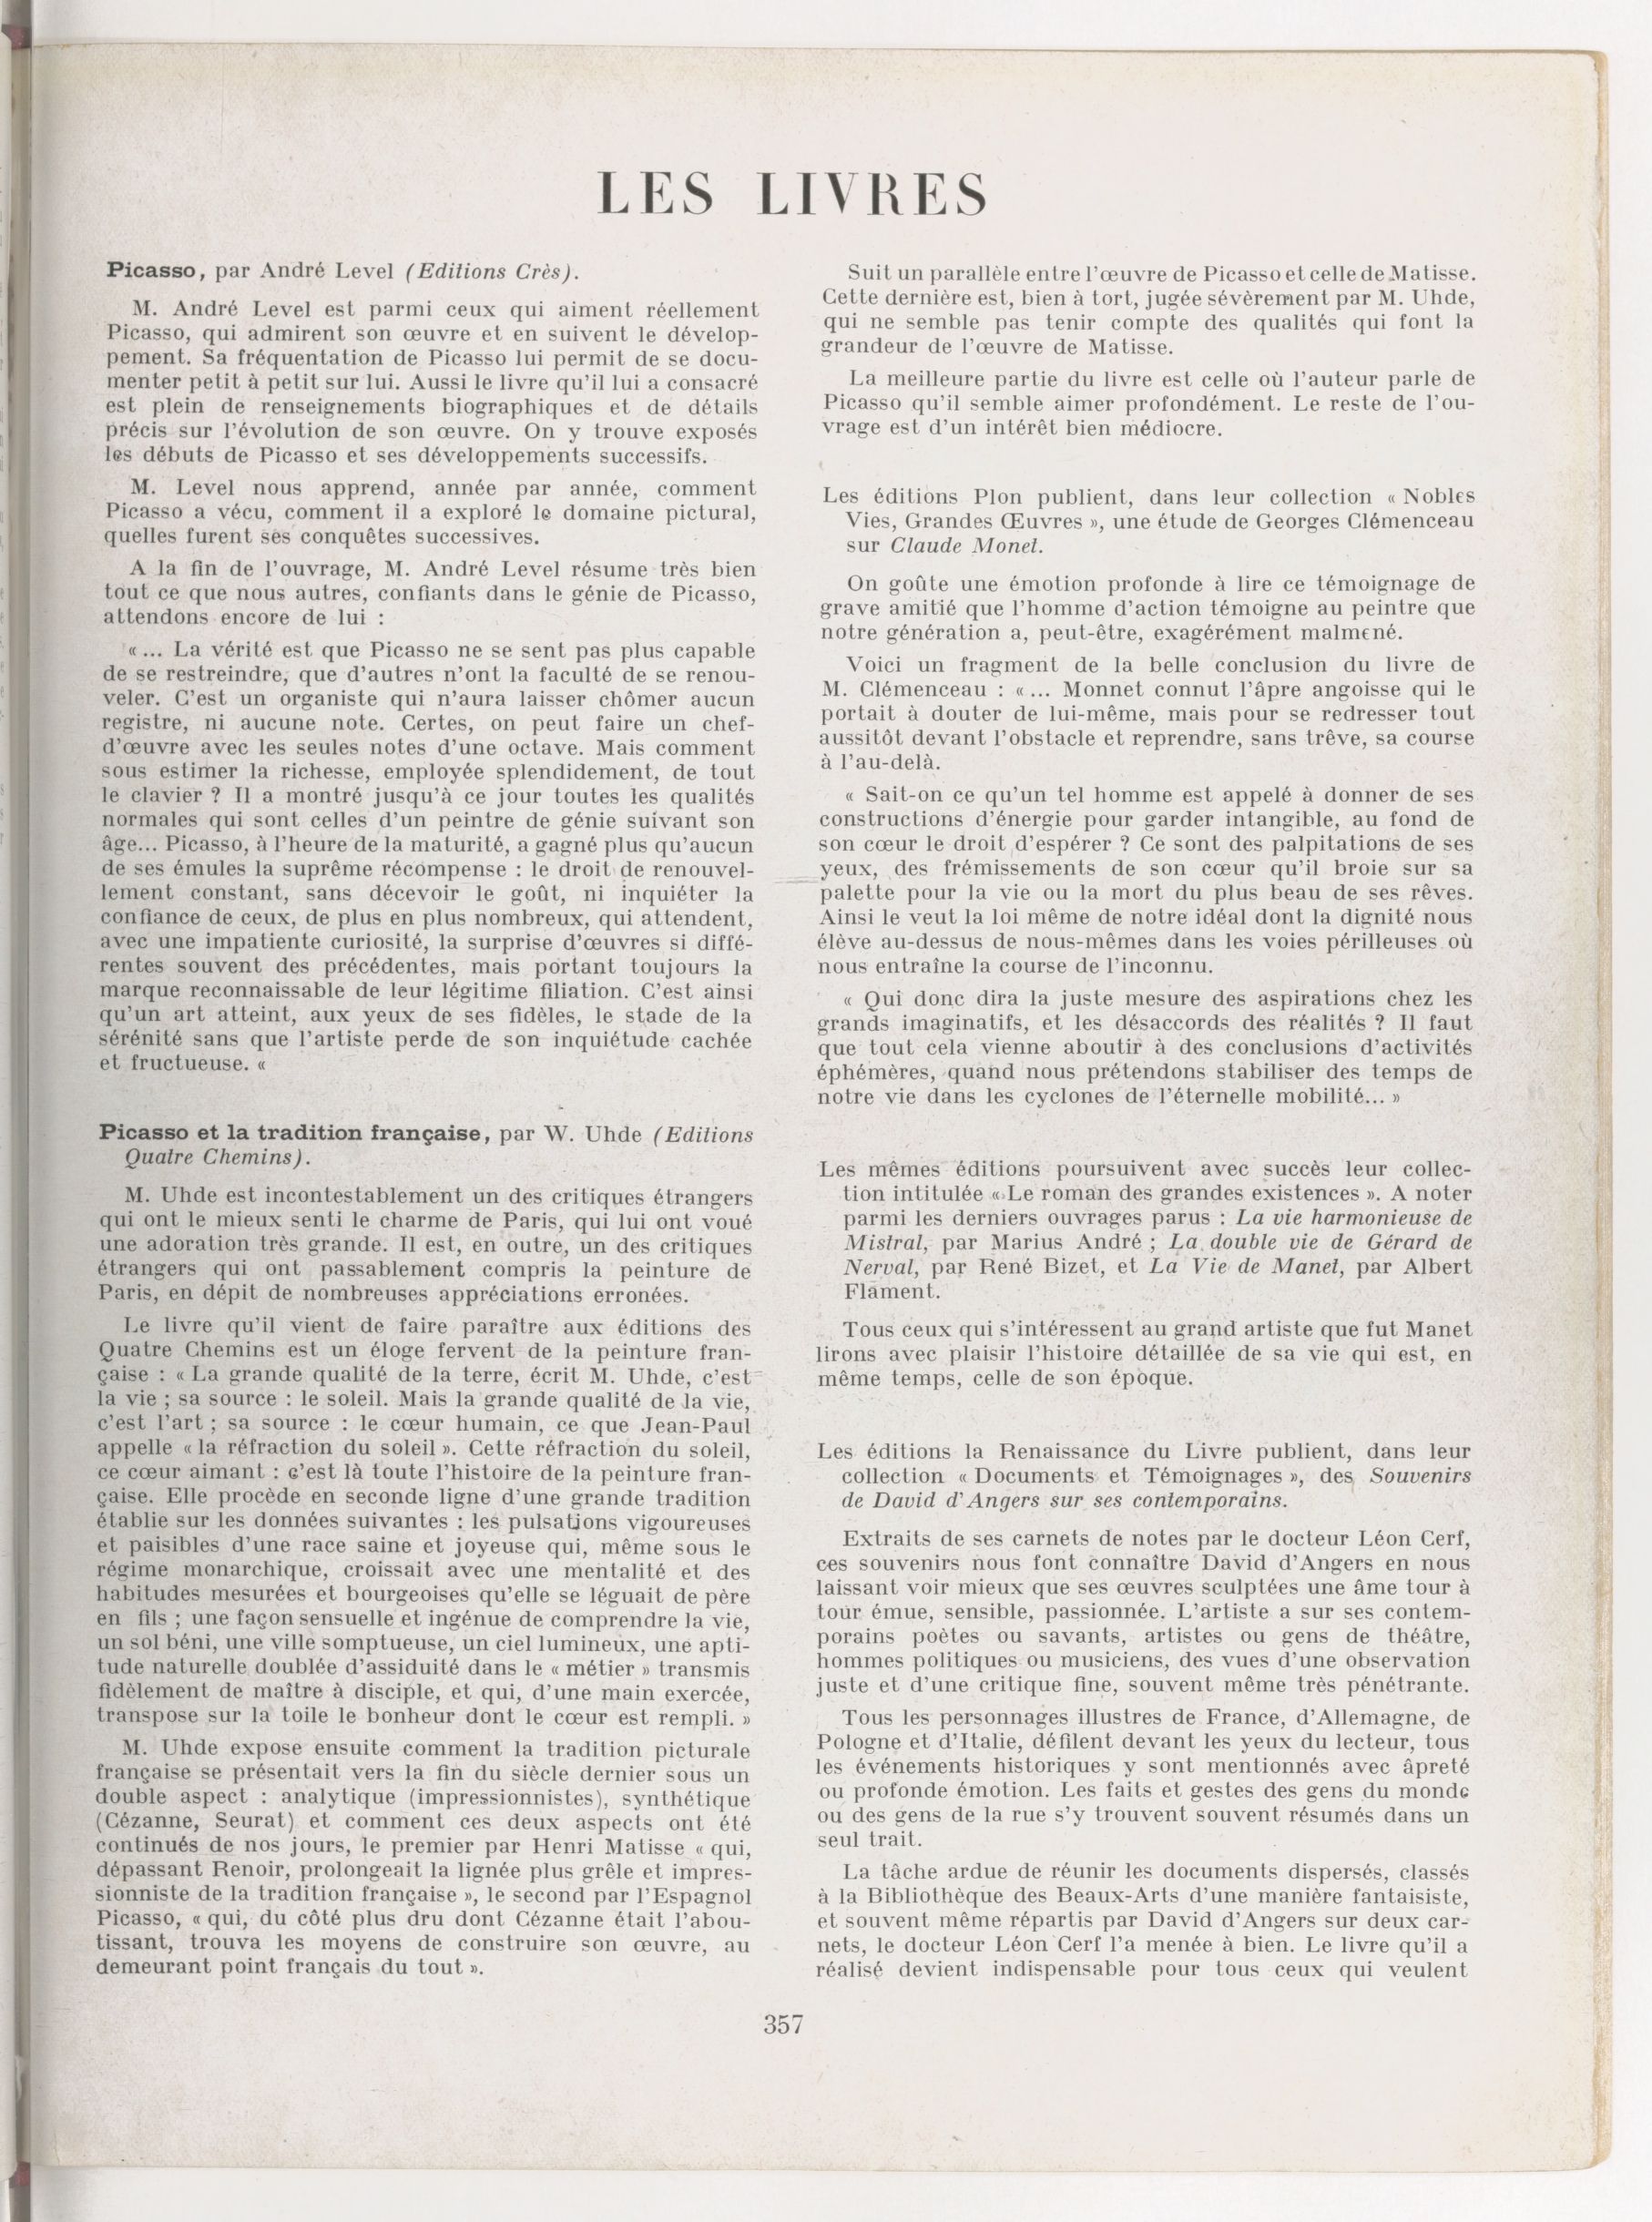 LES LIVRES
Picasso, par André Level (Editions Crès).
M. André Level est parmi ceux qui aiment réellement
Picasso, qui admirent son œuvre et en suivent le dévelop-
pement. Sa fréquentation de Picasso lui permit de se docu-
menter petit à petit sur lui. Aussi le livre qu'il lui a consacré
est plein de renseignements biographiques et de détails
précis sur l'évolution de son œuvre. On y trouve exposés
les débuts de Picasso et ses développements successifs.
M. Level nous apprend, année par année, comment
Picasso a vécu, comment il a exploré le domaine pictural,
quelles furent ses conquêtes successives.
A la fin de l'ouvrage, M. André Level résume très bien
tout ce que nous autres, confiants dans le génie de Picasso,
attendons encore de lui :
« ... La vérité est que Picasso ne se sent pas plus capable
de se restreindre, que d'autres n'ont la faculté de se renou-
veler. C'est un organiste qui n'aura laisser chômer aucun
registre, ni aucune note. Certes, on peut faire un chef-
d'œuvre avec les seules notes d'une octave. Mais comment
sous estimer la richesse, employée splendidement, de tout
le clavier ? Il a montré jusqu'à ce jour toutes les qualités
normales qui sont celles d'un peintre de génie suivant son
âge... Picasso, à l'heure de la maturité, a gagné plus qu'aucun
de ses émules la suprême récompense : le droit de renouvel-
lement constant, sans décevoir le goût, ni inquiéter la
confiance de ceux, de plus en plus nombreux, qui attendent,
avec une impatiente curiosité, la surprise d'œuvres si diffé-
rentes souvent des précédentes, mais portant toujours la
marque reconnaissable de leur légitime filiation. C'est ainsi
qu'un art atteint, aux yeux de ses fidèles, le stade de la
sérénité sans que l'artiste perde de son inquiétude cachée
et fructueuse. «
Picasso et la tradition française, par W. Uhde (Editions
Quatre Chemins).
M. Uhde est incontestablement un des critiques étrangers
qui ont le mieux senti le charme de Paris, qui lui ont voué
une adoration très grande. Il est, en outre, un des critiques
étrangers qui ont passablement compris la peinture de
Paris, en dépit de nombreuses appréciations erronées.
Le livre qu'il vient de faire paraître aux éditions des
Quatre Chemins est un éloge fervent de la peinture fran-
çaise : « La grande qualité de la terre, écrit M. Uhde, c'est
la vie ; sa source : le soleil. Mais la grande qualité de la vie,
c'est l'art ; sa source : le cœur humain, ce que Jean-Paul
appelle « la réfraction du soleil ». Cette réfraction du soleil,
ce cœur aimant : c'est là toute l'histoire de la peinture fran-
çaise. Elle procède en seconde ligne d'une grande tradition
établie sur les données suivantes : les pulsations vigoureuses
et paisibles d'une race saine et joyeuse qui, même sous le
régime monarchique, croissait avec une mentalité et des
habitudes mesurées et bourgeoises qu'elle se léguait de père
en fils ; une façon sensuelle et ingénue de comprendre la vie,
un sol béni, une ville somptueuse, un ciel lumineux, une apti-
tude naturelle doublée d'assiduité dans le « métier » transmis
fidèlement de maître à disciple, et qui, d'une main exercée,
transpose sur la toile le bonheur dont le cœur est rempli. »
M. Uhde expose ensuite comment la tradition picturale
française se présentait vers la fin du siècle dernier sous un
double aspect : analytique (impressionnistes), synthétique
(Cézanne, Seurat) et comment ces deux aspects ont été
continués de nos jours, le premier par Henri Matisse « qui,
dépassant Renoir, prolongeait la lignée plus grêle et impres-
sionniste de la tradition française », le second par l'Espagnol
Picasso, « qui, du côté plus dru dont Cézanne était l'abou-
tissant, trouva les moyens de construire son œuvre, au
demeurant point français du tout ».
Suit un parallèle entre l'œuvre de Picasso et celle de Matisse.
Cette dernière est, bien à tort, jugée sévèrement par M. Uhde,
qui ne semble pas tenir compte des qualités qui font la
grandeur de l'œuvre de Matisse.
La meilleure partie du livre est celle où l'auteur parle de
Picasso qu'il semble aimer profondément. Le reste de l'ou-
vrage est d'un intérêt bien médiocre.
Les éditions Plon publient, dans leur collection « Nobles
Vies, Grandes Œuvres », une étude de Georges Clémenceau
sur Claude Monet.
On goûte une émotion profonde à lire ce témoignage de
grave amitié que l'homme d'action témoigne au peintre que
notre génération a, peut-être, exagérément malmené.
Voici un fragment de la belle conclusion du livre de
M. Clémenceau : « ... Monnet connut l'âpre angoisse qui le
portait à douter de lui-même, mais pour se redresser tout
aussitôt devant l'obstacle et reprendre, sans trêve, sa course
à l'au-delà.
« Sait-on ce qu'un tel homme est appelé à donner de ses
constructions d'énergie pour garder intangible, au fond de
son cœur le droit d'espérer ? Ce sont des palpitations de ses
yeux, des frémissements de son cœur qu'il broie sur sa
palette pour la vie ou la mort du plus beau de ses rêves.
Ainsi le veut la loi même de notre idéal dont la dignité nous
élève au-dessus de nous-mêmes dans les voies périlleuses où
nous entraîne la course de l'inconnu.
« Qui donc dira la juste mesure des aspirations chez les
grands imaginatifs, et les désaccords des réalités ? Il faut
que tout cela vienne aboutir à des conclusions d'activités
éphémères, quand nous prétendons stabiliser des temps de
notre vie dans les cyclones de l'éternelle mobilité... »
Les mêmes éditions poursuivent avec succès leur collec-
tion intitulée « Le roman des grandes existences ». A noter
parmi les derniers ouvrages parus : La vie harmonieuse de
Mistral, par Marius André ; La double vie de Gérard de
Nerval, par René Bizet, et La Vie de Manet, par Albert
Flament.
Tous ceux qui s'intéressent au grand artiste que fut Manet
lirons avec plaisir l'histoire détaillée de sa vie qui est, en
même temps, celle de son époque.
Les éditions la Renaissance du Livre publient, dans leur
collection « Documents et Témoignages », des Souvenirs
de David d'Angers sur ses contemporains.
Extraits de ses carnets de notes par le docteur Léon Cerf,
ces souvenirs nous font connaître David d'Angers en nous
laissant voir mieux que ses œuvres sculptées une âme tour à
tour émue, sensible, passionnée. L'artiste a sur ses contem-
porains poètes ou savants, artistes ou gens de théâtre,
hommes politiques ou musiciens, des vues d'une observation
juste et d'une critique fine, souvent même très pénétrante.
Tous les personnages illustres de France, d'Allemagne, de
Pologne et d'Italie, défilent devant les yeux du lecteur, tous
les événements historiques y sont mentionnés avec âpreté
ou profonde émotion. Les faits et gestes des gens du monde
ou des gens de la rue s'y trouvent souvent résumés dans un
seul trait.
La tâche ardue de réunir les documents dispersés, classés
à la Bibliothèque des Beaux-Arts d'une manière fantaisiste,
et souvent même répartis par David d'Angers sur deux car-
nets, le docteur Léon Cerf l'a menée à bien. Le livre qu'il a
réalisé devient indispensable pour tous ceux qui veulent
357